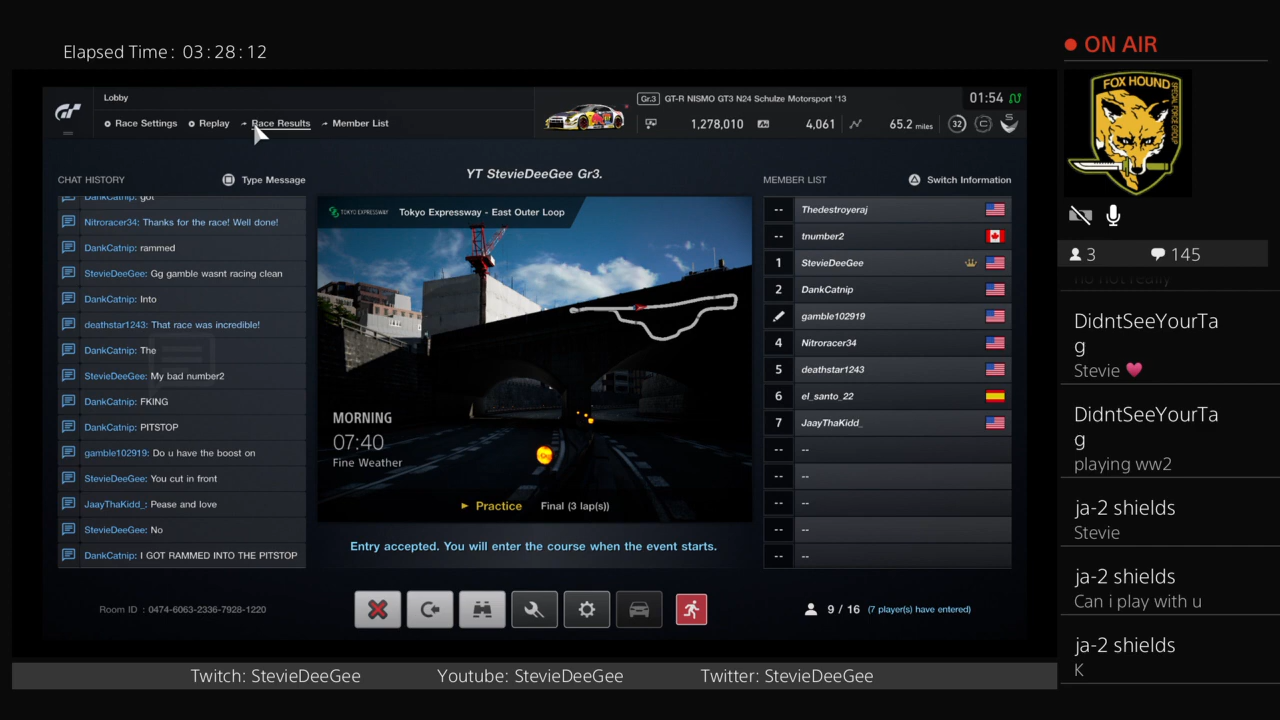 Elapsed Time: 03:28:12
ON AIR
Lobby
Race Settings
Replay
Race Results
Member List
Gr.3 GT-R NISMO GT3 N24 Schulze Motorsport '13
1,278,010
4,061
65.2 miles
32
C
S
01:54
FOX HOUND
SPECIAL FORCE GROUP
3
145
CHAT HISTORY
Type Message
DankCatnip: got
Nitroracer34: Thanks for the race! Well done!
DankCatnip: rammed
StevieDeeGee: Gg gamble wasnt racing clean
DankCatnip: Into
deathstar1243: That race was incredible!
DankCatnip: The
StevieDeeGee: My bad number2
DankCatnip: FKING
DankCatnip: PITSTOP
gamble102919: Do u have the boost on
StevieDeeGee: You cut in front
JaayThaKidd_: Pease and love
StevieDeeGee: No
DankCatnip: I GOT RAMMED INTO THE PITSTOP
YT StevieDeeGee Gr3.
TOKYO EXPRESSWAY
Tokyo Expressway - East Outer Loop
MORNING
07:40
Fine Weather
Practice
Final (3 lap(s))
Entry accepted. You will enter the course when the event starts.
MEMBER LIST
Switch Information
-- Thedestroyeraj
-- tnumber2
1 StevieDeeGee
2 DankCatnip
gamble102919
4 Nitroracer34
5 deathstar1243
6 el_santo_22
7 JaayThaKidd_
-- --
-- --
-- --
-- --
-- --
Room ID : 0474-6063-2336-7928-1220
9 / 16 (7 player(s) have entered)
Twitch: StevieDeeGee
Youtube: StevieDeeGee
Twitter: StevieDeeGee
DidntSeeYourTa
g
Stevie
DidntSeeYourTa
g
playing ww2
ja-2 shields
Stevie
ja-2 shields
Can i play with u
ja-2 shields
K